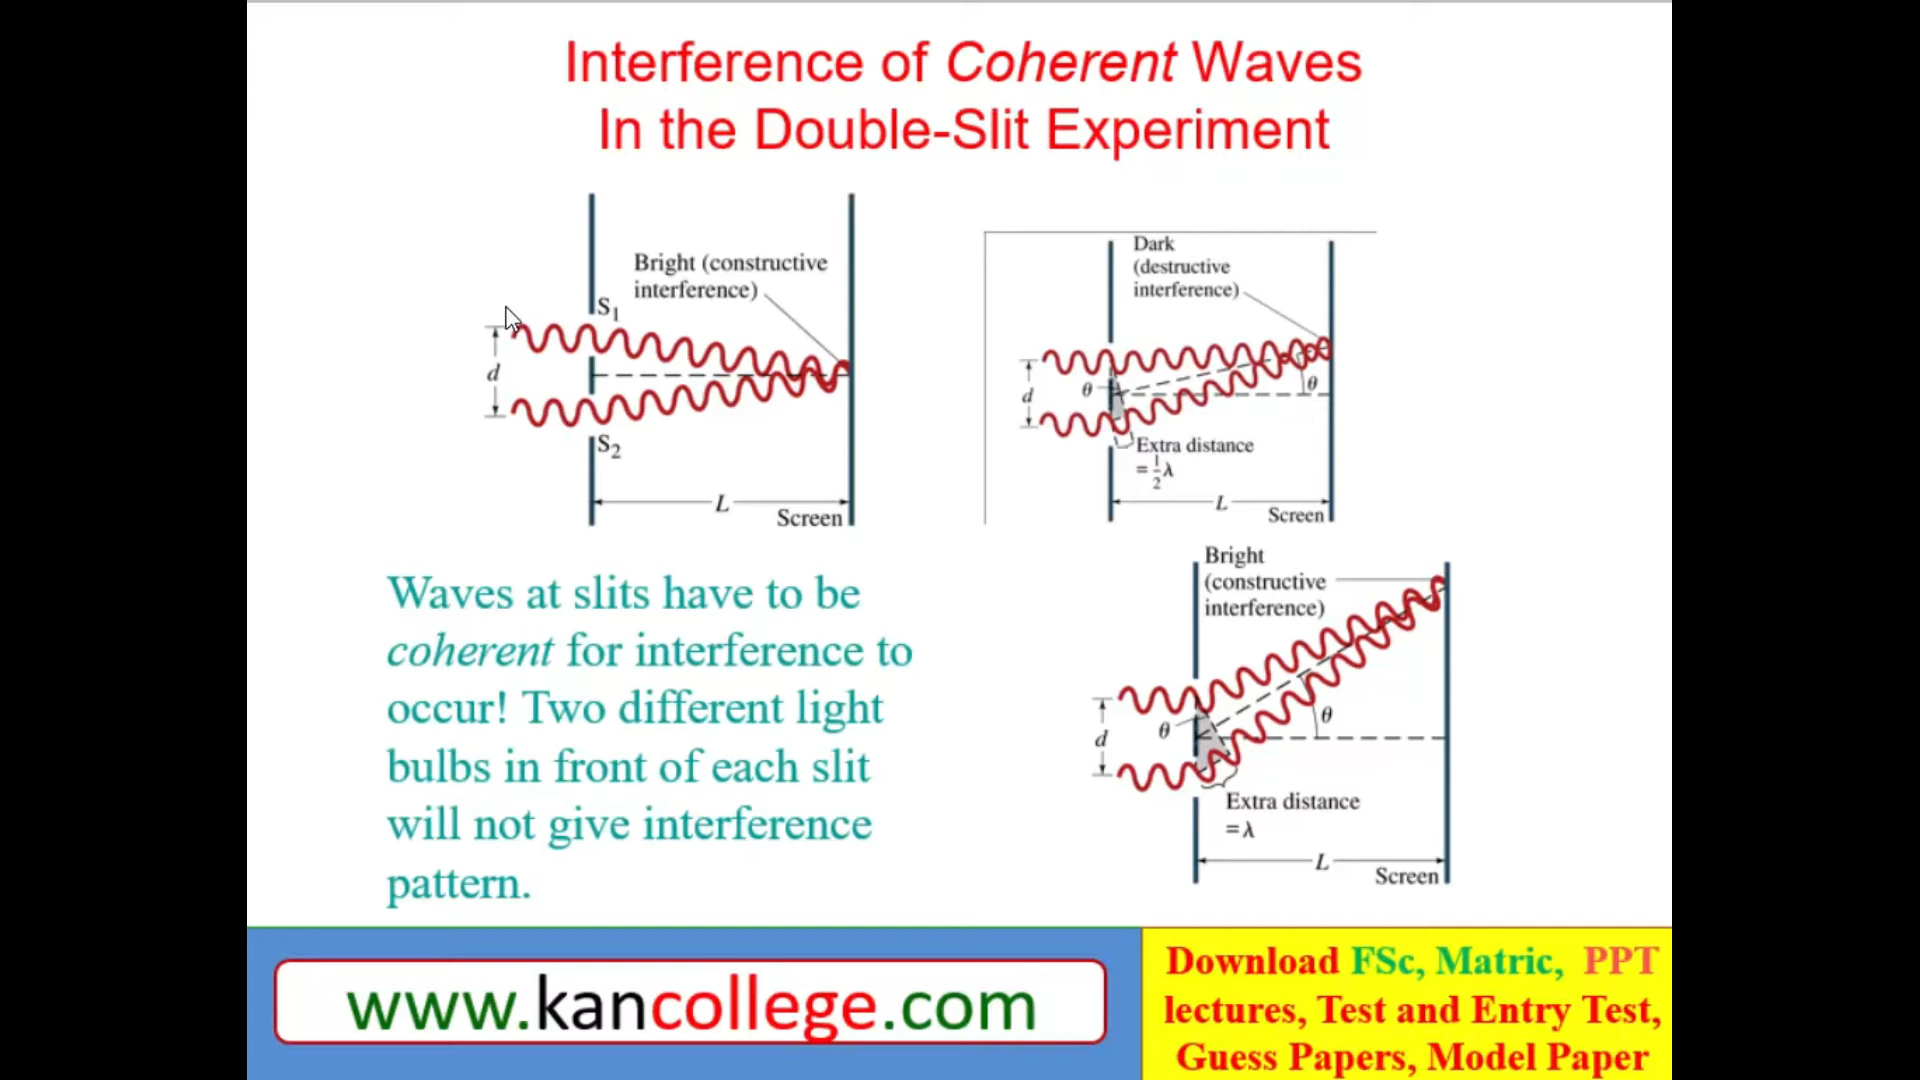 Interference of Coherent Waves
In the Double-Slit Experiment
Bright (constructive
interference)
S1
d
S2
L
Screen
Dark
(destructive
interference)
θ
d
θ
Extra distance
= 1/2 λ
L
Screen
Bright
(constructive
interference)
θ
d
θ
Extra distance
= λ
L
Screen
Waves at slits have to be
coherent for interference to
occur! Two different light
bulbs in front of each slit
will not give interference
pattern.
www.kancollege.com
Download FSc, Matric, PPT
lectures, Test and Entry Test,
Guess Papers, Model Paper